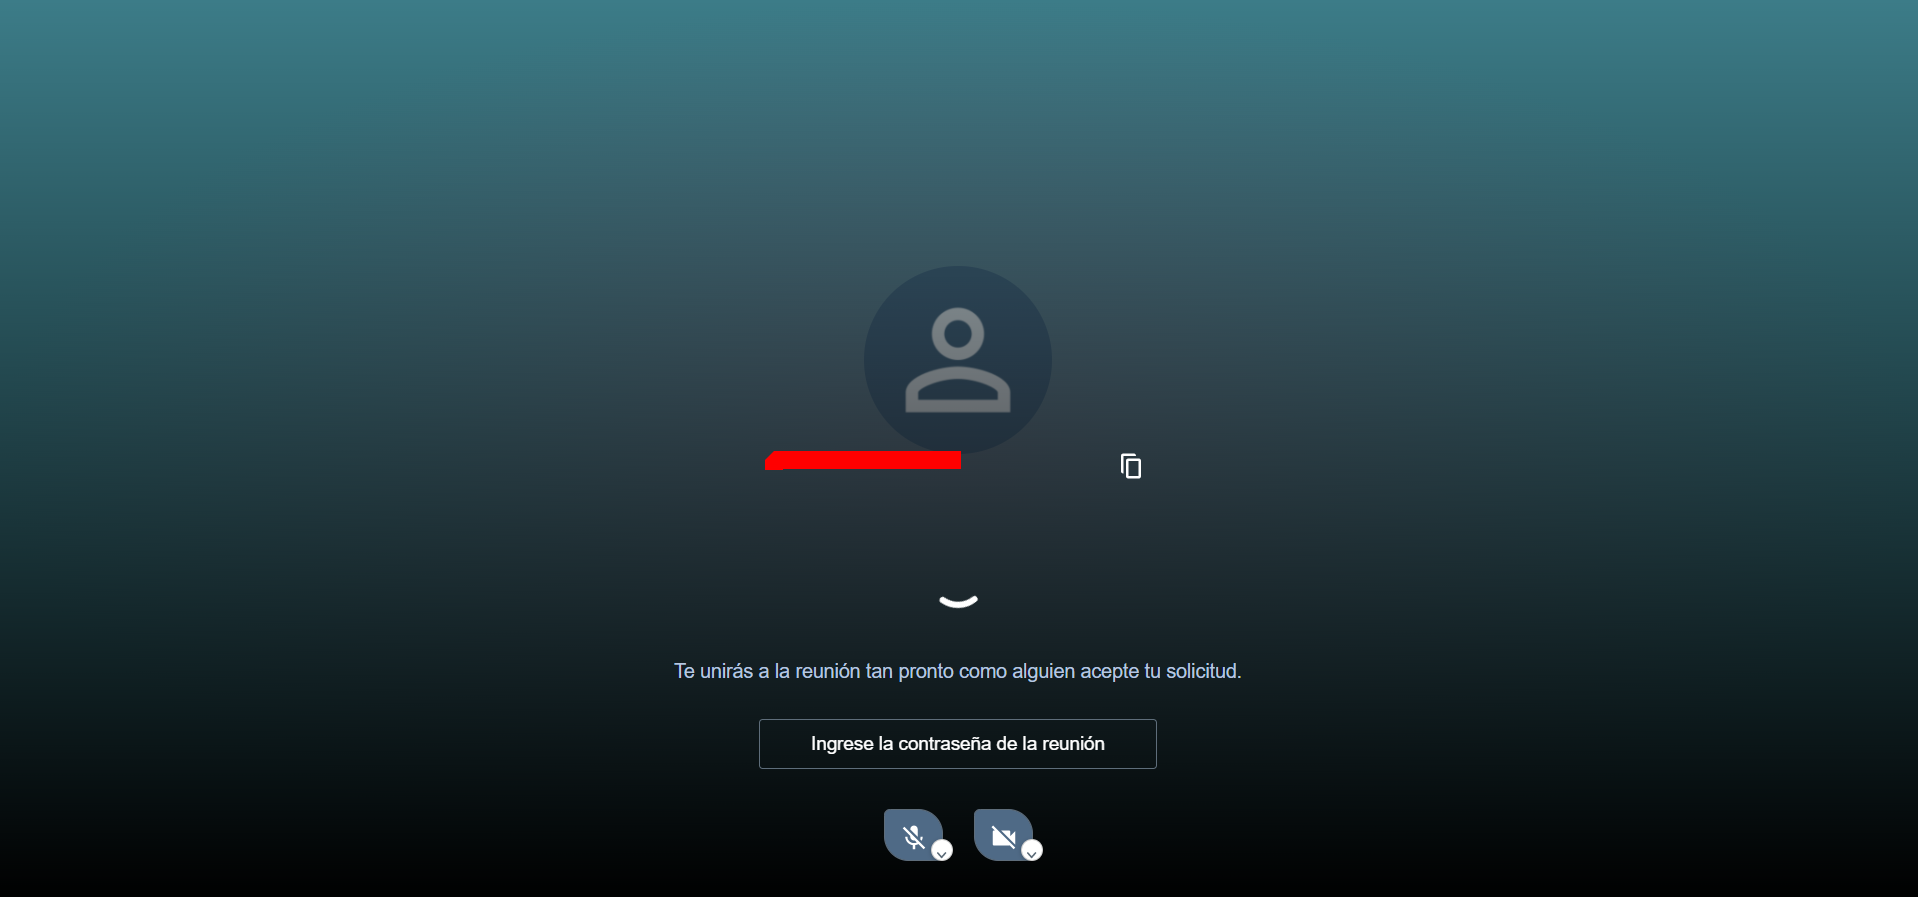 Te unirás a la reunión tan pronto como alguien acepte tu solicitud.
Ingrese la contraseña de la reunión